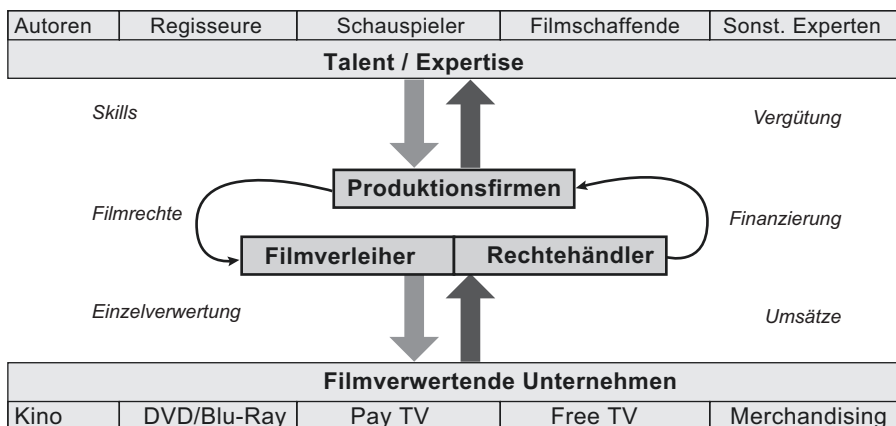 Autoren Regisseure Schauspieler Filmschaffende Sonst. Experten
Talent / Expertise
Skills Vergütung
Produktionsfirmen
Filmrechte Finanzierung
Filmverleiher Rechtehändler
Einzelverwertung Umsätze
Filmverwertende Unternehmen
Kino DVD/Blu-Ray Pay TV Free TV Merchandising